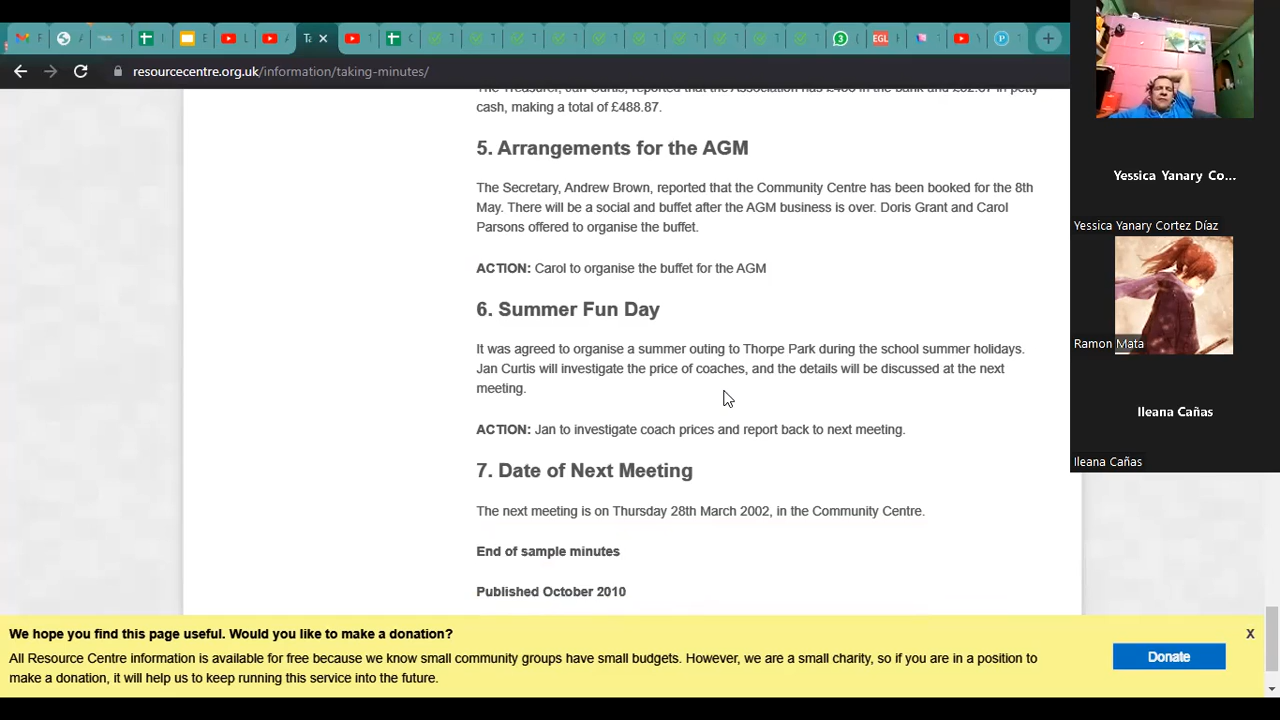 resourcecentre.org.uk/information/taking-minutes/
cash, making a total of £488.87.
5. Arrangements for the AGM
The Secretary, Andrew Brown, reported that the Community Centre has been booked for the 8th
May. There will be a social and buffet after the AGM business is over. Doris Grant and Carol
Parsons offered to organise the buffet.
ACTION: Carol to organise the buffet for the AGM
6. Summer Fun Day
It was agreed to organise a summer outing to Thorpe Park during the school summer holidays.
Jan Curtis will investigate the price of coaches, and the details will be discussed at the next
meeting.
ACTION: Jan to investigate coach prices and report back to next meeting.
7. Date of Next Meeting
The next meeting is on Thursday 28th March 2002, in the Community Centre.
End of sample minutes
Published October 2010
We hope you find this page useful. Would you like to make a donation?
X
All Resource Centre information is available for free because we know small community groups have small budgets. However, we are a small charity, so if you are in a position to
make a donation, it will help us to keep running this service into the future.
Donate
Yessica Yanary Co...
Yessica Yanary Cortez Díaz
Ramon Mata
Ileana Cañas
Ileana Cañas